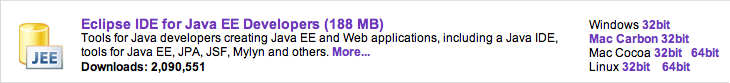 Eclipse IDE for Java EE Developers (188 MB)
Tools for Java developers creating Java EE and Web applications, including a Java IDE,
tools for Java EE, JPA, JSF, Mylyn and others. More...
Downloads: 2,090,551
JEE
Windows 32bit
Mac Carbon 32bit
Mac Cocoa 32bit 64bit
Linux 32bit 64bit